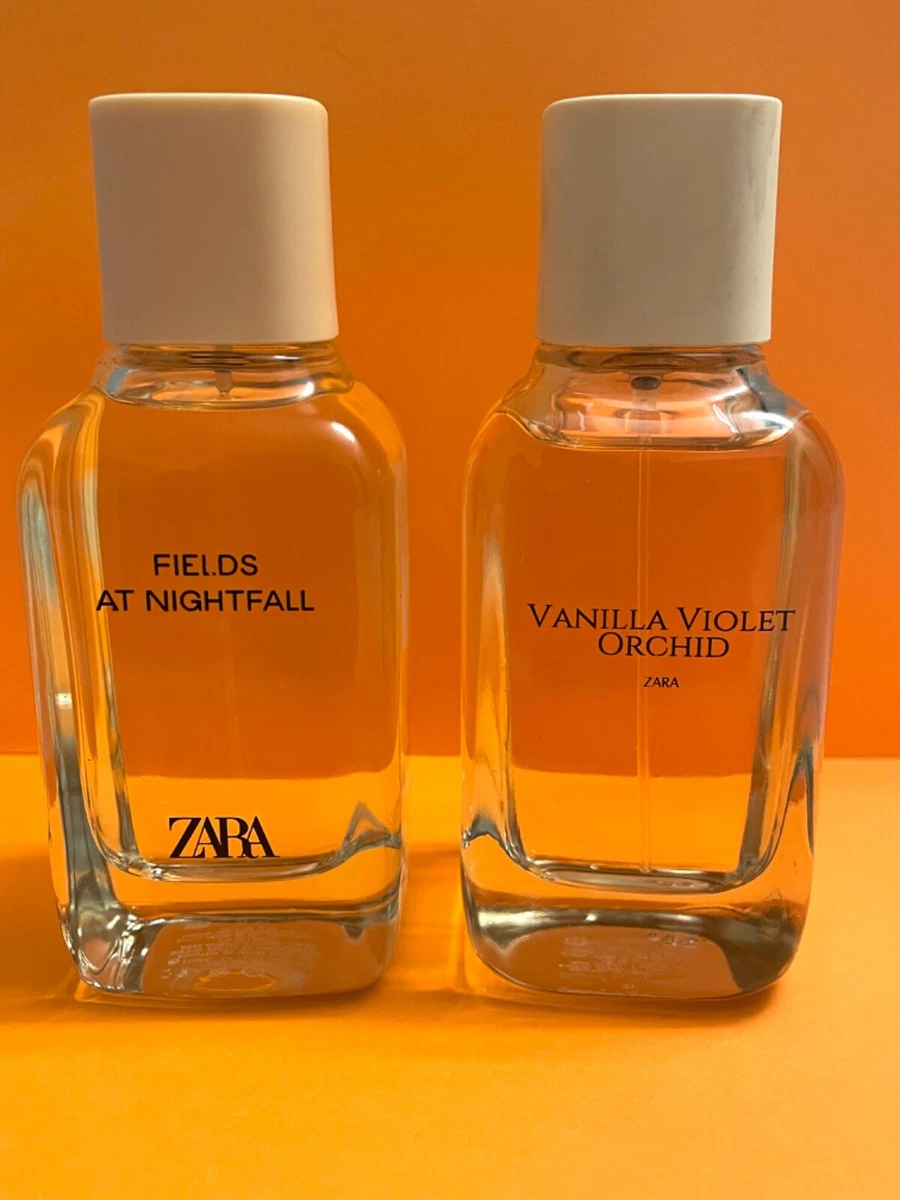 FIELDS
AT NIGHTFALL
ZARA
VANILLA VIOLET
ORCHID
ZARA